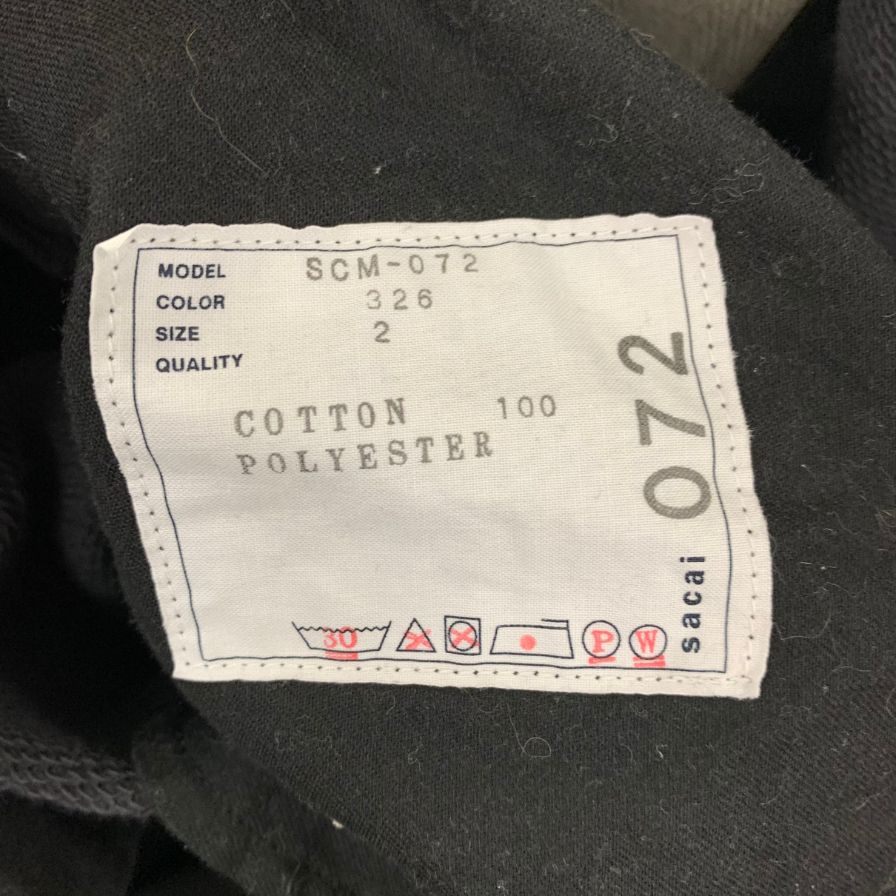 MODEL SCM-072
COLOR 326
SIZE 2
QUALITY
COTTON 100
POLYESTER
30
P
W
sacai 072